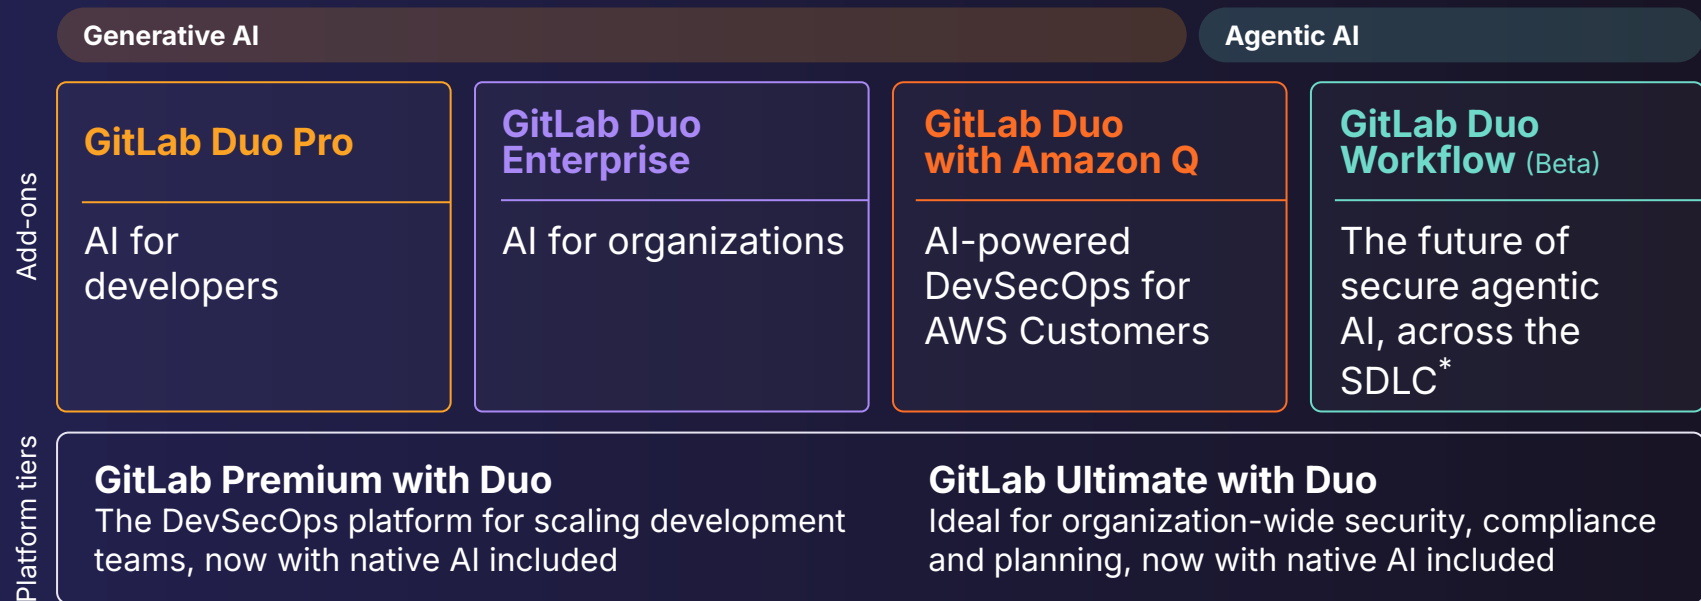 Generative AI
Agentic AI
Add-ons
GitLab Duo Pro
AI for
developers
GitLab Duo
Enterprise
AI for organizations
GitLab Duo
with Amazon Q
AI-powered
DevSecOps for
AWS Customers
GitLab Duo
Workflow (Beta)
The future of
secure agentic
AI, across the
SDLC*
Platform tiers
GitLab Premium with Duo
The DevSecOps platform for scaling development
teams, now with native AI included
GitLab Ultimate with Duo
Ideal for organization-wide security, compliance
and planning, now with native AI included